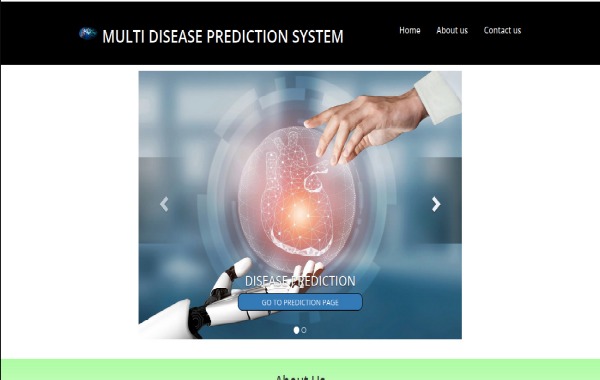 MULTI DISEASE PREDICTION SYSTEM
Home About us Contact us
DISEASE PREDICTION
GO TO PREDICTION PAGE
About Us